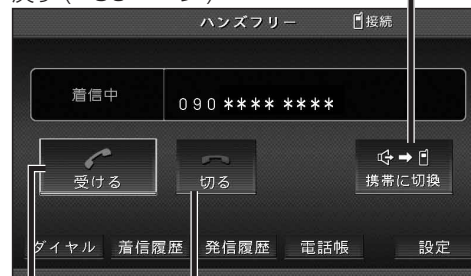 ハンズフリー 接続
着信中 090 **** ****
受ける 切る 携帯に切換
ダイヤル 着信履歴 発信履歴 電話帳 設定